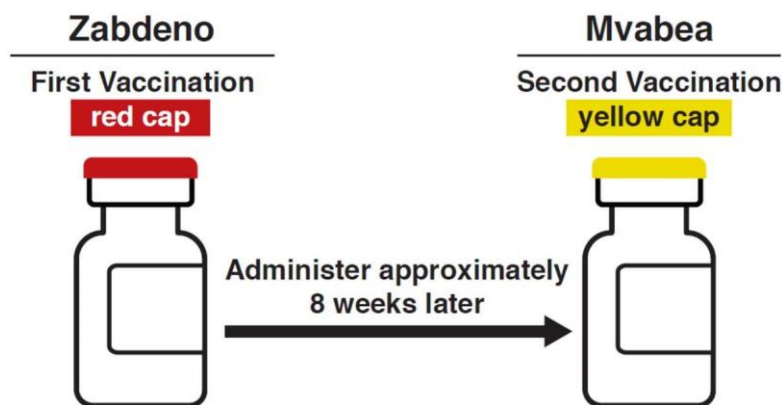 Zabdeno
First Vaccination
red cap
Mvabea
Second Vaccination
yellow cap
Administer approximately
8 weeks later